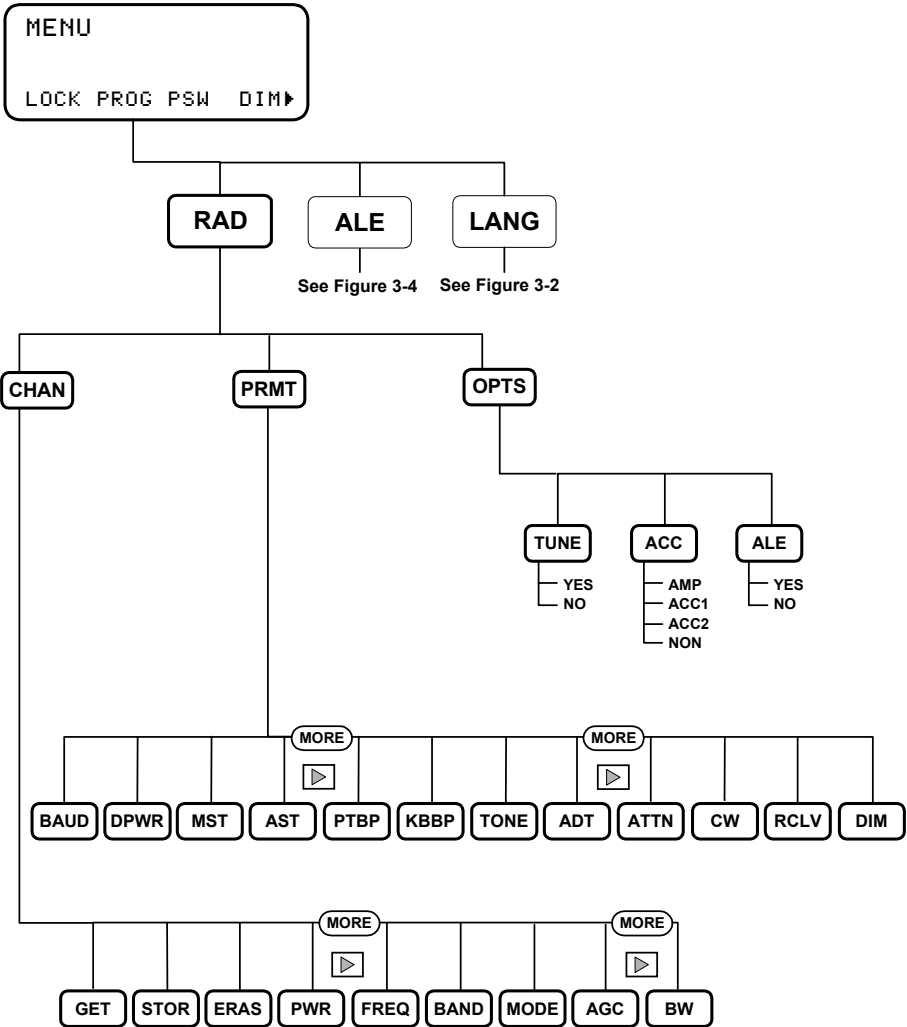 MENU
LOCK PROG PSW DIM
RAD ALE LANG
See Figure 3-4 See Figure 3-2
CHAN PRMT OPTS
TUNE ACC ALE
YES AMP YES
NO ACC1 NO
ACC2
NON
MORE MORE
BAUD DPWR MST AST PTBP KBBP TONE ADT ATTN CW RCLV DIM
MORE MORE
GET STOR ERAS PWR FREQ BAND MODE AGC BW